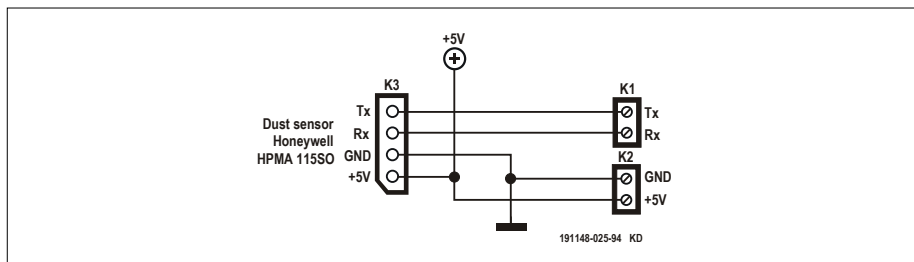 +5V
K3
Tx
Rx
GND
+5V
Dust sensor
Honeywell
HPMA 115SO
K1
Tx
Rx
K2
GND
+5V
191148-025-94 KD